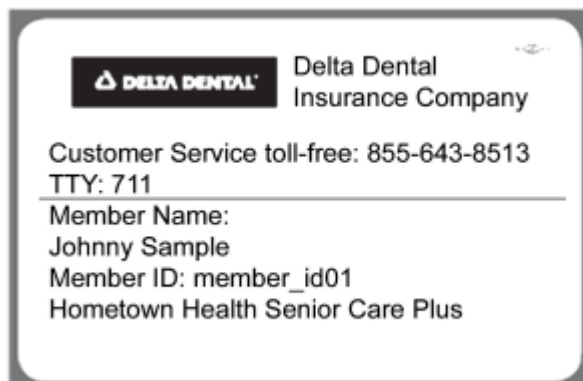 DELTA DENTAL
Delta Dental
Insurance Company
Customer Service toll-free: 855-643-8513
TTY: 711
Member Name:
Johnny Sample
Member ID: member_id01
Hometown Health Senior Care Plus